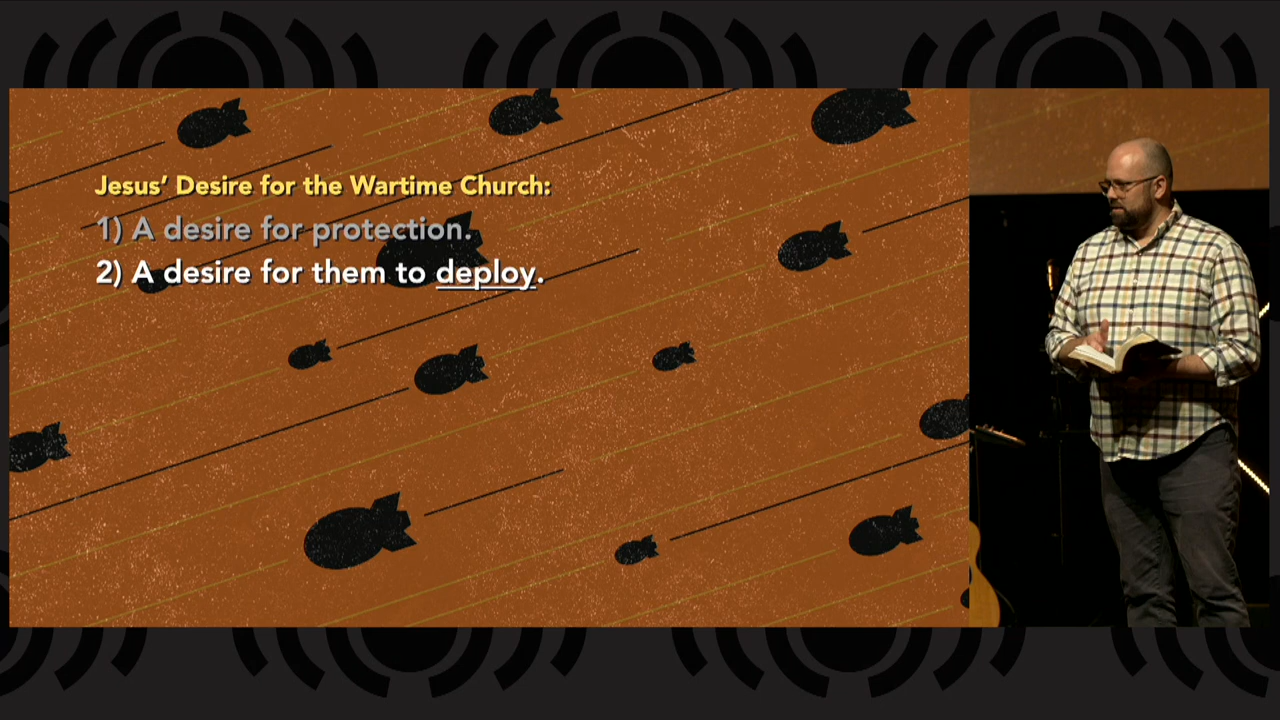 Jesus’ Desire for the Wartime Church:
1) A desire for protection.
2) A desire for them to deploy.